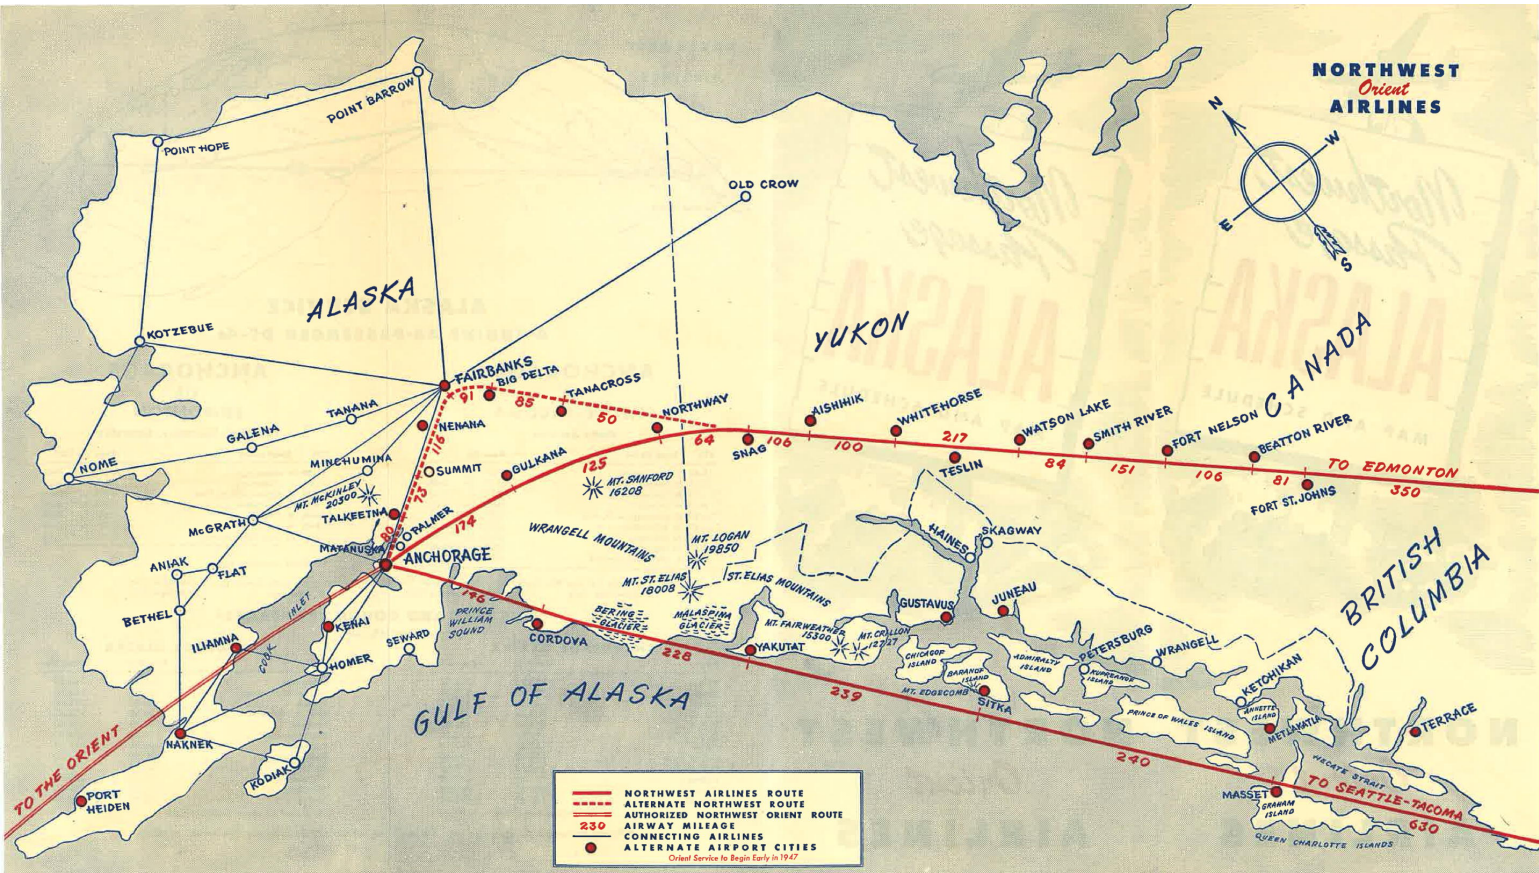 NORTHWEST
Orient
AIRLINES
N
W
E
S
POINT BARROW
POINT HOPE
OLD CROW
ALASKA
KOTZEBUE
YUKON
CANADA
FAIRBANKS
BIG DELTA
TANACROSS
NORTHWAY
AISHIHIK
WHITEHORSE
WATSON LAKE
SMITH RIVER
FORT NELSON
BEATTON RIVER
91
85
50
64
106
100
217
84
151
106
81
TO EDMONTON
350
SNAG
TESLIN
FORT ST. JOHNS
TANANA
GALENA
NENANA
116
NOME
MINCHUMINA
SUMMIT
GULKANA
125
MT. McKINLEY
20300
73
MT. SANFORD
16208
McGRATH
TALKEETNA
80
PALMER
174
MATANUSKA
ANCHORAGE
WRANGELL MOUNTAINS
MT. LOGAN
19850
HAINES
SKAGWAY
BRITISH
COLUMBIA
ANIAK
FLAT
MT. ST. ELIAS
18008
ST. ELIAS MOUNTAINS
BETHEL
INLET
COOK
KENAI
146
PRINCE
WILLIAM
SOUND
BERING
GLACIER
MALASPINA
GLACIER
GUSTAVUS
JUNEAU
ILIAMNA
SEWARD
CORDOVA
MT. FAIRWEATHER
15300
MT. CRILLON
12727
PETERSBURG
WRANGELL
HOMER
228
YAKUTAT
CHICAGOF
ISLAND
ADMIRALTY
ISLAND
BARANOF
ISLAND
KUPREANOF
ISLAND
KETCHIKAN
GULF OF ALASKA
239
MT. EDGECOMB
SITKA
PRINCE OF WALES ISLAND
ANNETTE
ISLAND
METLAKATLA
TERRACE
NAKNEK
TO THE ORIENT
KODIAK
240
HECATE STRAIT
PORT
HEIDEN
MASSET
GRAHAM
ISLAND
TO SEATTLE-TACOMA
630
QUEEN CHARLOTTE ISLANDS
NORTHWEST AIRLINES ROUTE
ALTERNATE NORTHWEST ROUTE
AUTHORIZED NORTHWEST ORIENT ROUTE
230 AIRWAY MILEAGE
CONNECTING AIRLINES
ALTERNATE AIRPORT CITIES
Orient Service to Begin Early in 1947